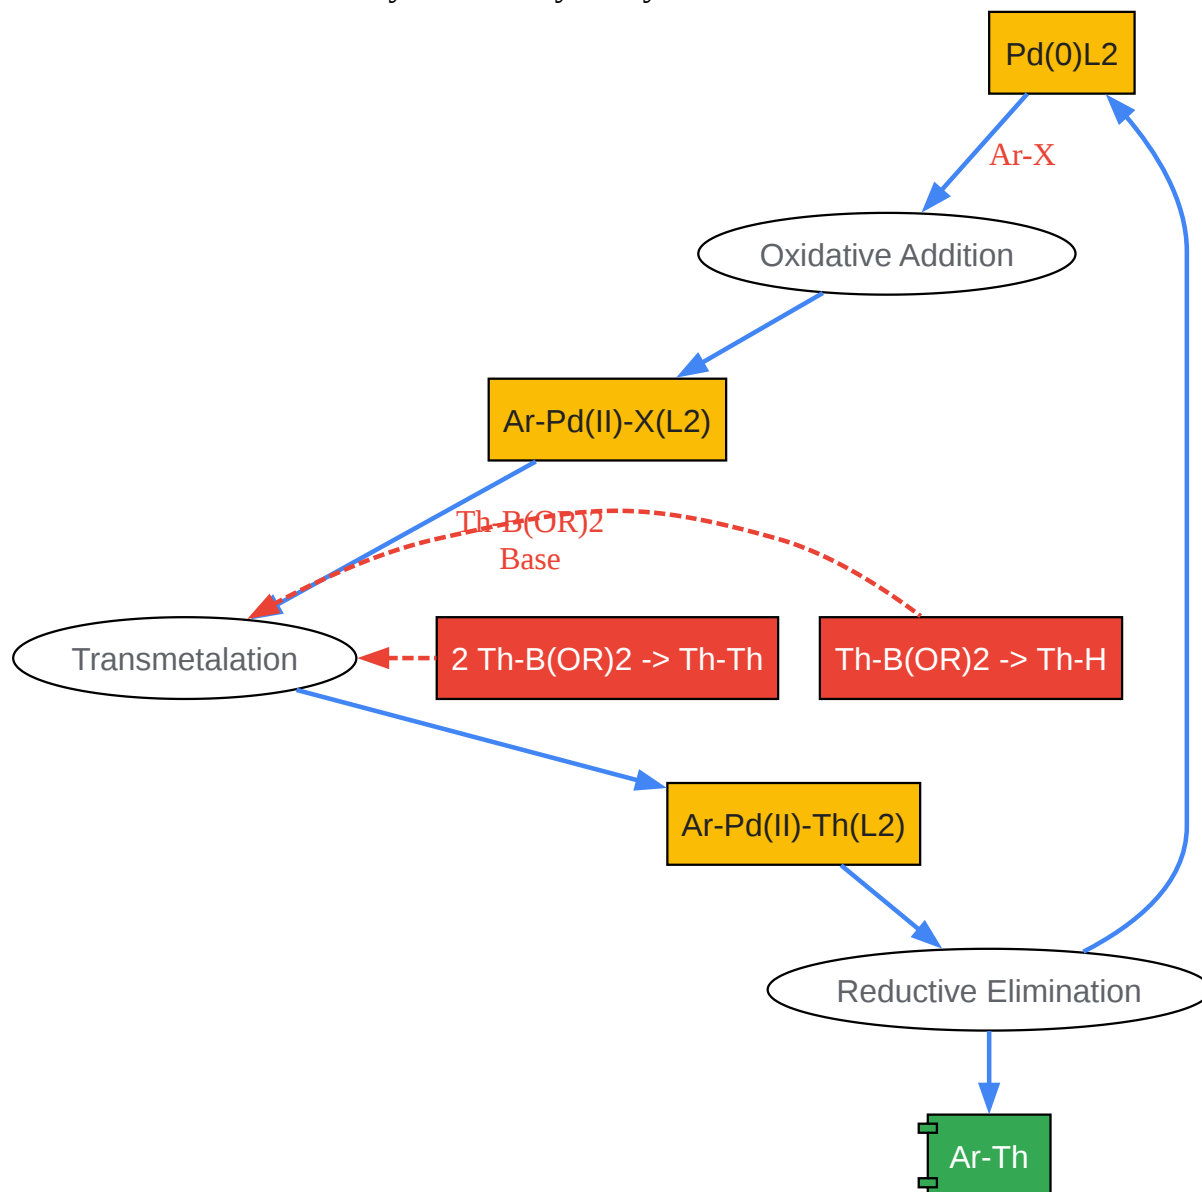 Pd(0)L2
Ar-X
Oxidative Addition
Ar-Pd(II)-X(L2)
Th-B(OR)2
Base
Transmetalation
2 Th-B(OR)2 -> Th-Th
Th-B(OR)2 -> Th-H
Ar-Pd(II)-Th(L2)
Reductive Elimination
Ar-Th